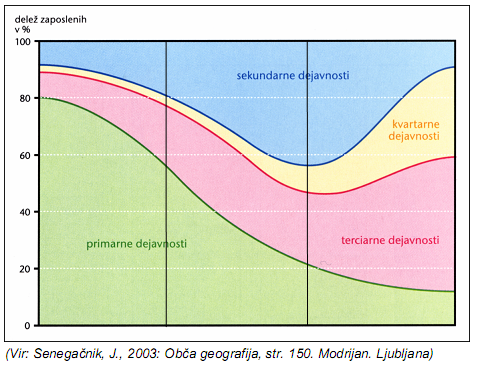 delež zaposlenih
v %
100
80
60
40
20
0
sekundarne dejavnosti
kvartarne
dejavnosti
terciarne dejavnosti
primarne dejavnosti
(Vir: Senegačnik, J., 2003: Obča geografija, str. 150. Modrijan. Ljubljana)